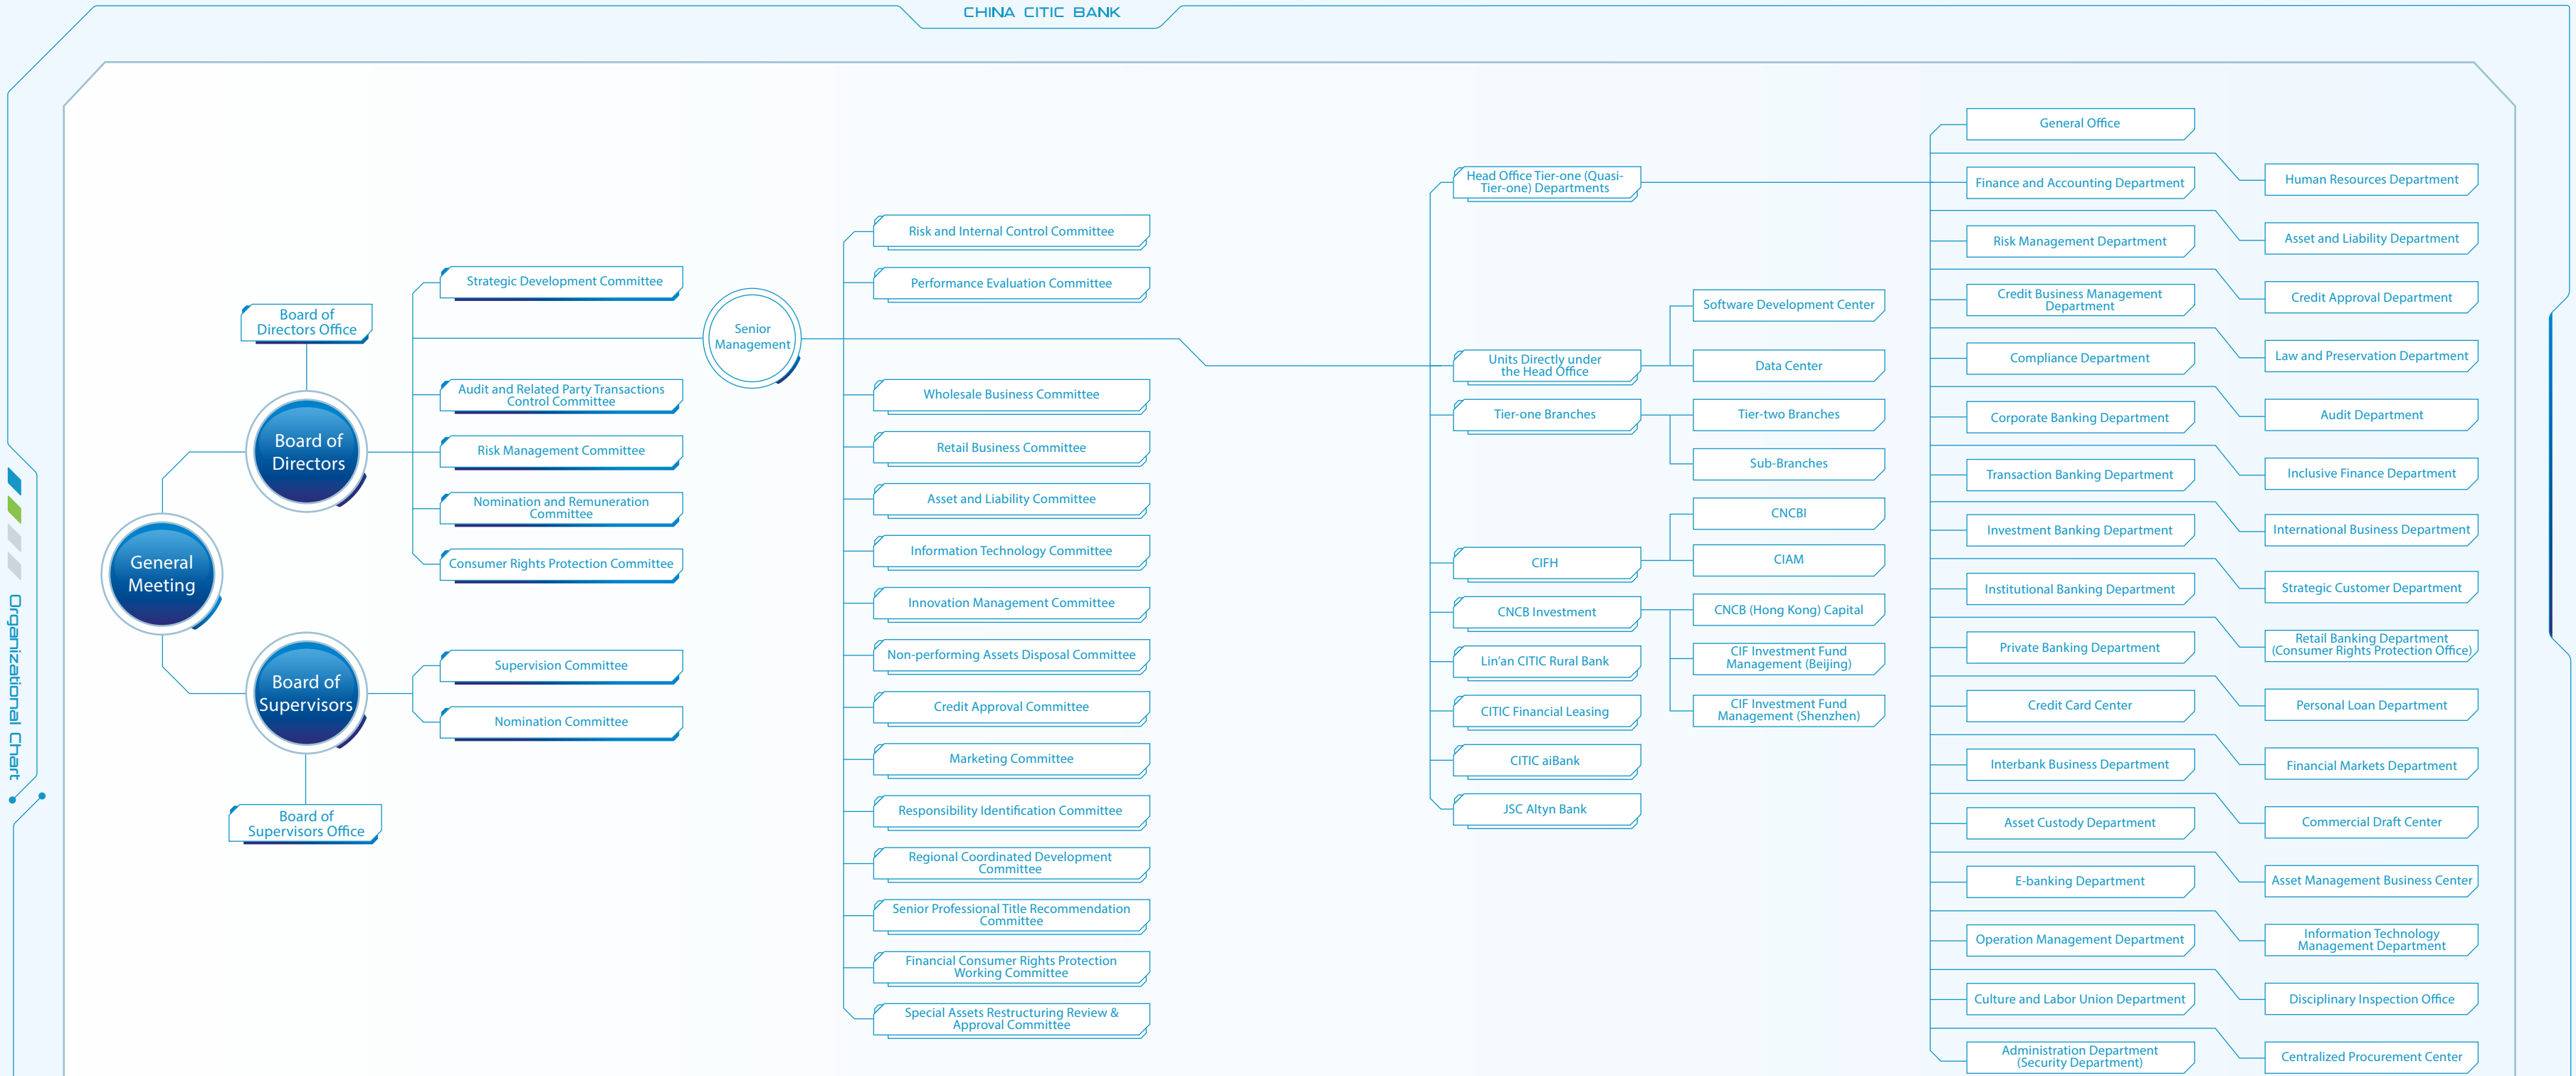 CHINA CITIC BANK
Organizational Chart
General
Meeting
Board of
Directors Office
Board of
Directors
Board of
Supervisors
Board of
Supervisors Office
Strategic Development Committee
Audit and Related Party Transactions
Control Committee
Risk Management Committee
Nomination and Remuneration
Committee
Consumer Rights Protection Committee
Supervision Committee
Nomination Committee
Senior
Management
Risk and Internal Control Committee
Performance Evaluation Committee
Wholesale Business Committee
Retail Business Committee
Asset and Liability Committee
Information Technology Committee
Innovation Management Committee
Non-performing Assets Disposal Committee
Credit Approval Committee
Marketing Committee
Responsibility Identification Committee
Regional Coordinated Development
Committee
Senior Professional Title Recommendation
Committee
Financial Consumer Rights Protection
Working Committee
Special Assets Restructuring Review &
Approval Committee
Head Office Tier-one (Quasi-
Tier-one) Departments
Units Directly under
the Head Office
Tier-one Branches
CIFH
CNCB Investment
Lin'an CITIC Rural Bank
CITIC Financial Leasing
CITIC aiBank
JSC Altyn Bank
Software Development Center
Data Center
Tier-two Branches
Sub-Branches
CNCBI
CIAM
CNCB (Hong Kong) Capital
CIF Investment Fund
Management (Beijing)
CIF Investment Fund
Management (Shenzhen)
General Office
Finance and Accounting Department
Risk Management Department
Credit Business Management
Department
Compliance Department
Corporate Banking Department
Transaction Banking Department
Investment Banking Department
Institutional Banking Department
Private Banking Department
Credit Card Center
Interbank Business Department
Asset Custody Department
E-banking Department
Operation Management Department
Culture and Labor Union Department
Administration Department
(Security Department)
Human Resources Department
Asset and Liability Department
Credit Approval Department
Law and Preservation Department
Audit Department
Inclusive Finance Department
International Business Department
Strategic Customer Department
Retail Banking Department
(Consumer Rights Protection Office)
Personal Loan Department
Financial Markets Department
Commercial Draft Center
Asset Management Business Center
Information Technology
Management Department
Disciplinary Inspection Office
Centralized Procurement Center